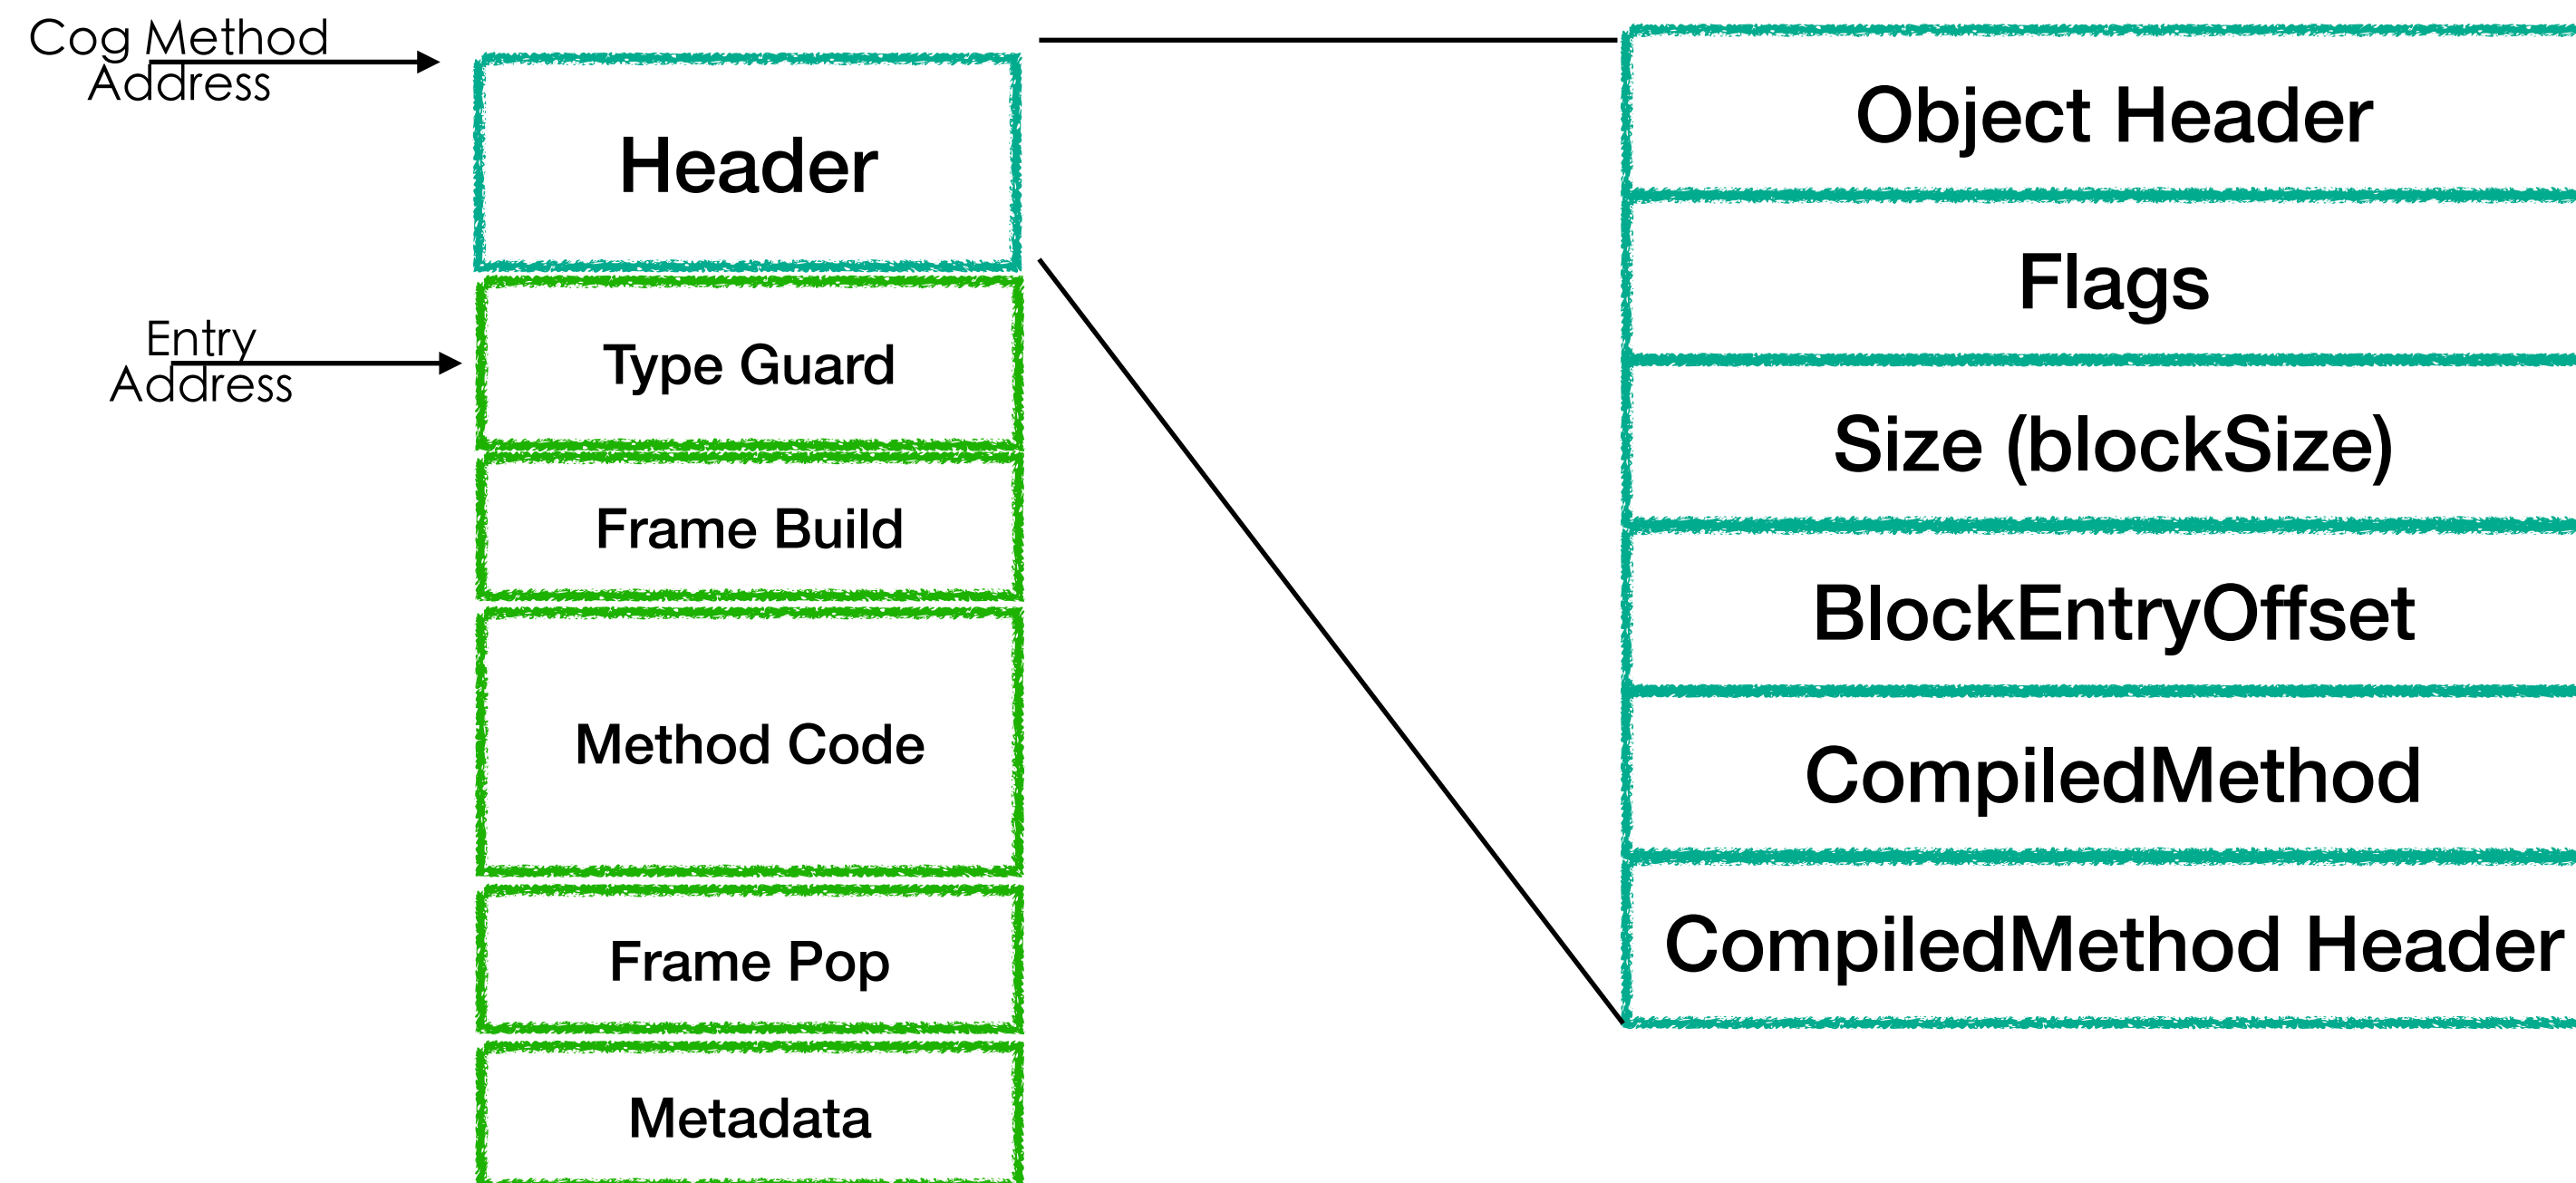 Cog Method
Address
Header
Entry
Address
Type Guard
Frame Build
Method Code
Frame Pop
Metadata
Object Header
Flags
Size (blockSize)
BlockEntryOffset
CompiledMethod
CompiledMethod Header